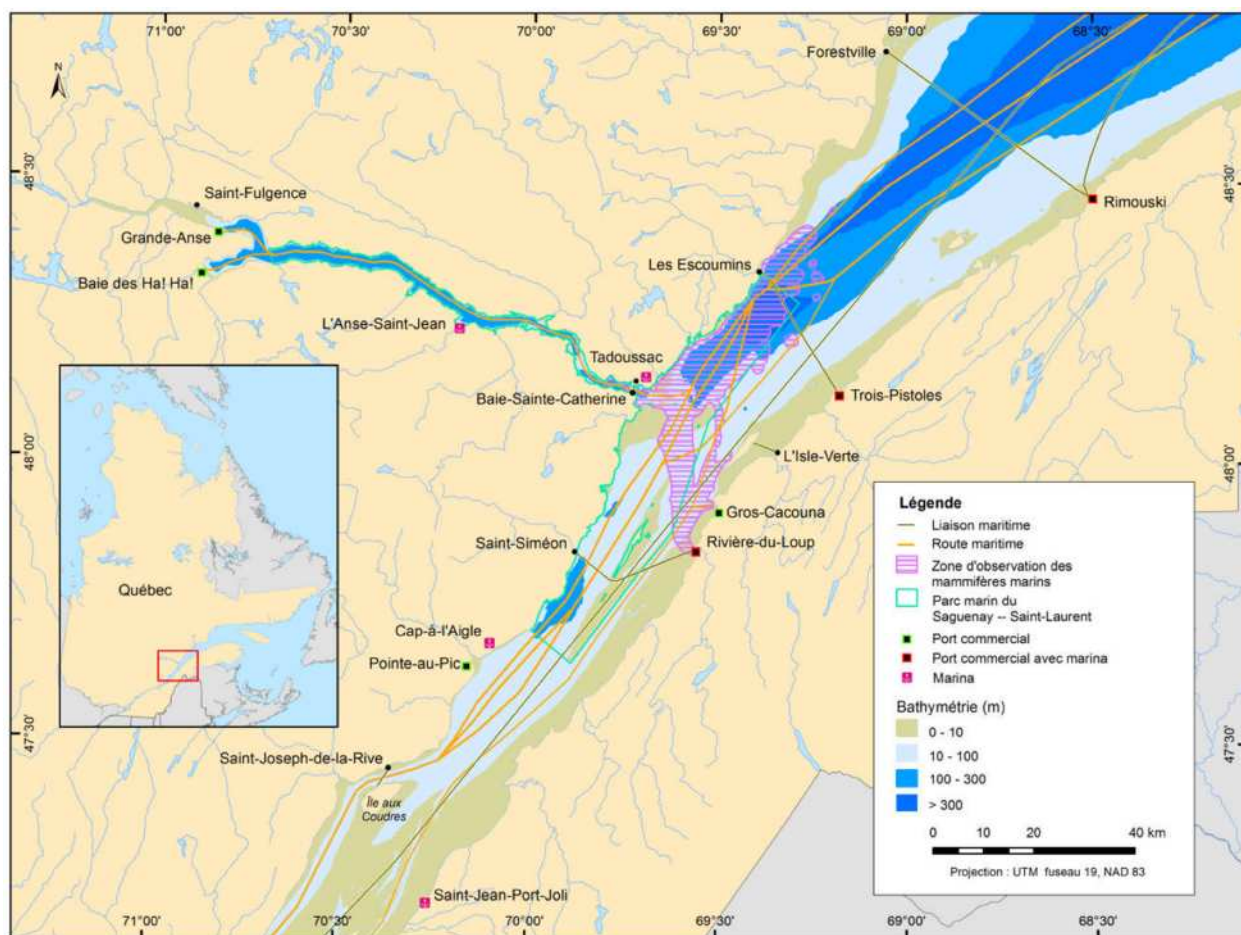 71°00'
70°30'
70°00'
69°30'
69°00'
68°30'
N
Forestville
48°30'
48°30'
Saint-Fulgence
Rimouski
Grande-Anse
Les Escoumins
Baie des Ha! Ha!
L'Anse-Saint-Jean
Tadoussac
Baie-Sainte-Catherine
Trois-Pistoles
48°00'
L'Isle-Verte
48°00'
Gros-Cacouna
Saint-Siméon
Rivière-du-Loup
Québec
Cap-à-l'Aigle
Pointe-au-Pic
47°30'
47°30'
Saint-Joseph-de-la-Rive
Île aux
Coudres
Saint-Jean-Port-Joli
Légende
Liaison maritime
Route maritime
Zone d'observation des
mammifères marins
Parc marin du
Saguenay -- Saint-Laurent
Port commercial
Port commercial avec marina
Marina
Bathymétrie (m)
0 - 10
10 - 100
100 - 300
> 300
0 10 20 40 km
Projection : UTM fuseau 19, NAD 83
71°00'
70°30'
70°00'
69°30'
69°00'
68°30'